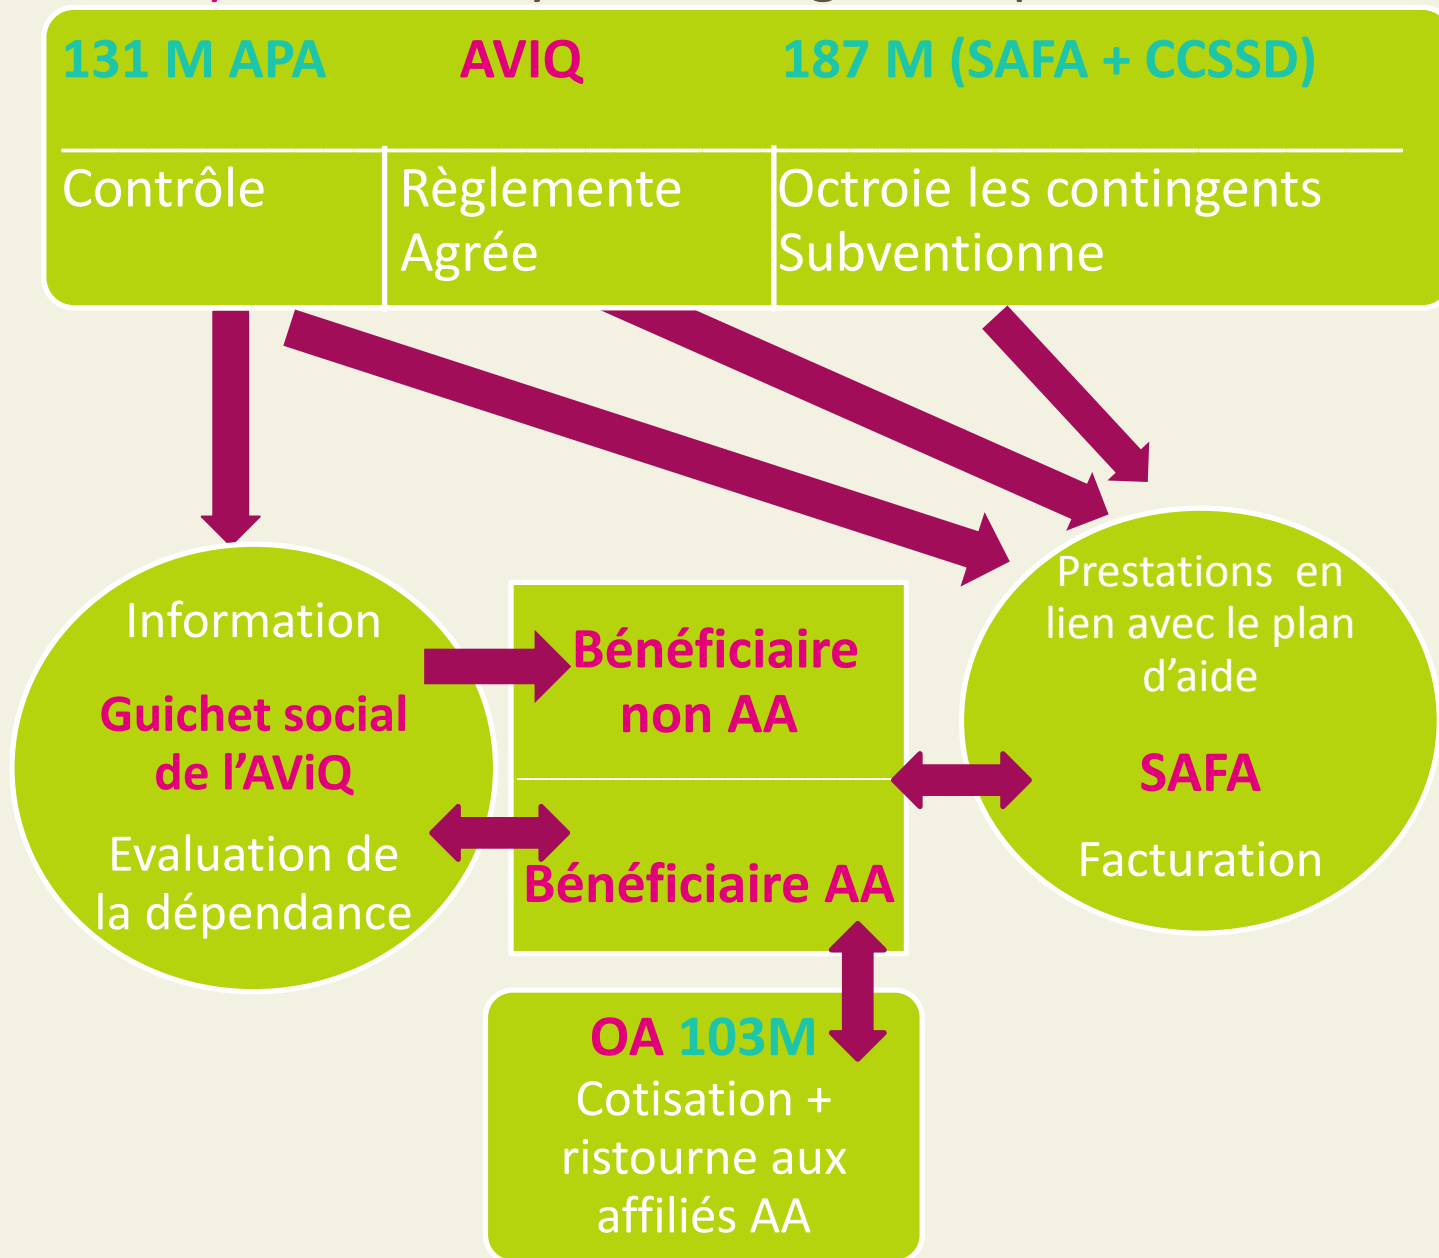 131 M APA AVIQ 187 M (SAFA + CCSSD)
Contrôle
Règlemente
Agrée
Octroie les contingents
Subventionne
Information
Guichet social
de l'AViQ
Evaluation de
la dépendance
Bénéficiaire
non AA
Bénéficiaire AA
Prestations en
lien avec le plan
d'aide
SAFA
Facturation
OA 103M
Cotisation +
ristourne aux
affiliés AA